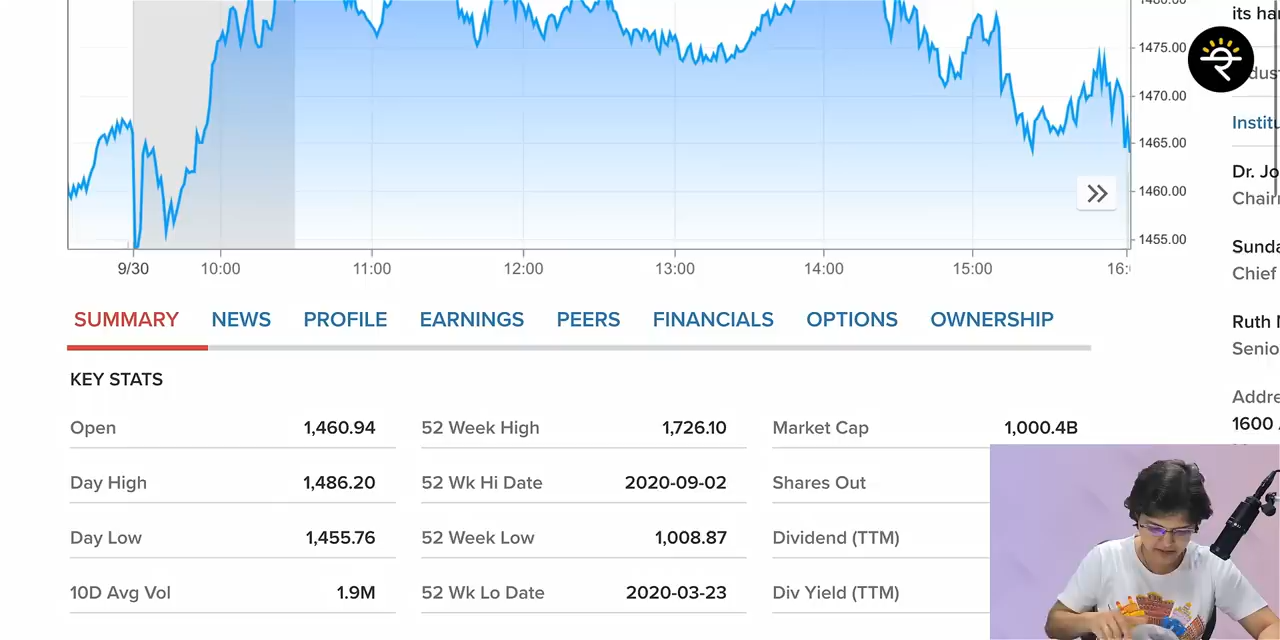 1480.00
1475.00
1470.00
1465.00
1460.00
1455.00
9/30 10:00 11:00 12:00 13:00 14:00 15:00 16:
SUMMARY NEWS PROFILE EARNINGS PEERS FINANCIALS OPTIONS OWNERSHIP
KEY STATS
Open 1,460.94 52 Week High 1,726.10 Market Cap 1,000.4B
Day High 1,486.20 52 Wk Hi Date 2020-09-02 Shares Out
Day Low 1,455.76 52 Week Low 1,008.87 Dividend (TTM)
10D Avg Vol 1.9M 52 Wk Lo Date 2020-03-23 Div Yield (TTM)
its
Dr. Jo
Chair
Chief
Ruth
1600